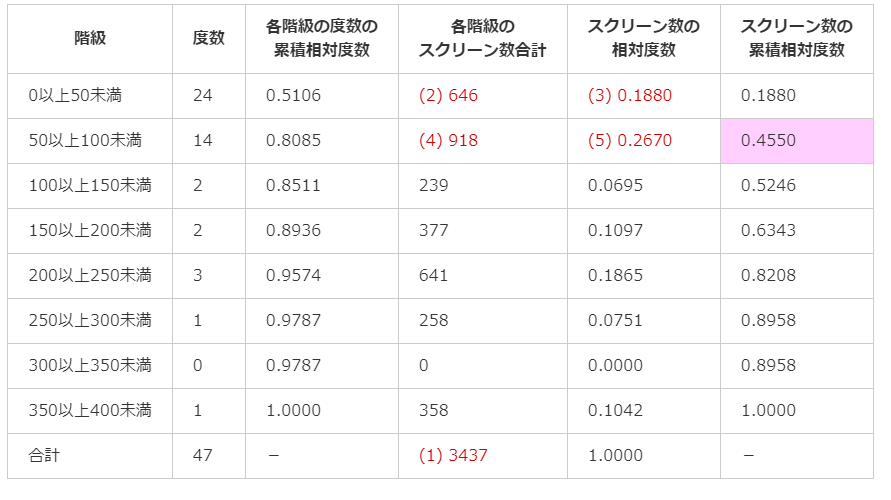 階級 度数 各階級の度数の累積相対度数 各階級のスクリーン数合計 スクリーン数の相対度数 スクリーン数の累積相対度数
0以上50未満 24 0.5106 (2) 646 (3) 0.1880 0.1880
50以上100未満 14 0.8085 (4) 918 (5) 0.2670 0.4550
100以上150未満 2 0.8511 239 0.0695 0.5246
150以上200未満 2 0.8936 377 0.1097 0.6343
200以上250未満 3 0.9574 641 0.1865 0.8208
250以上300未満 1 0.9787 258 0.0751 0.8958
300以上350未満 0 0.9787 0 0.0000 0.8958
350以上400未満 1 1.0000 358 0.1042 1.0000
合計 47 － (1) 3437 1.0000 －